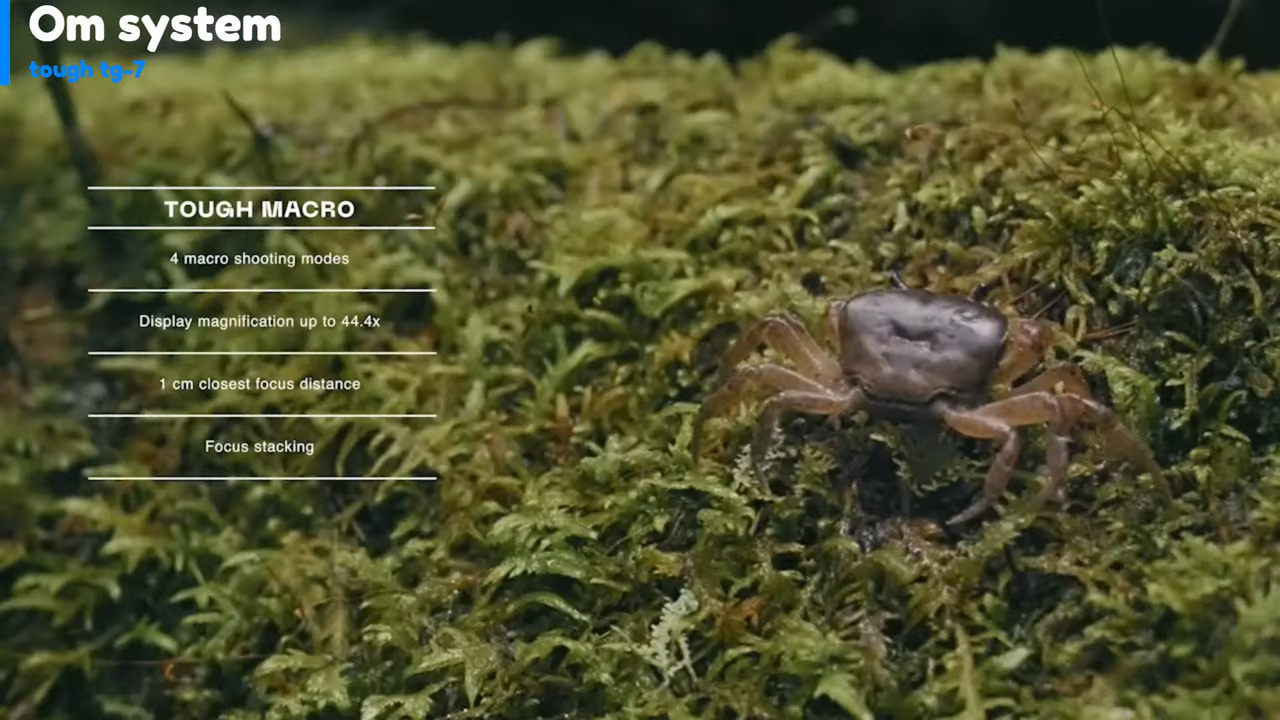 Om system
tough tg-7
TOUGH MACRO
4 macro shooting modes
Display magnification up to 44.4x
1 cm closest focus distance
Focus stacking